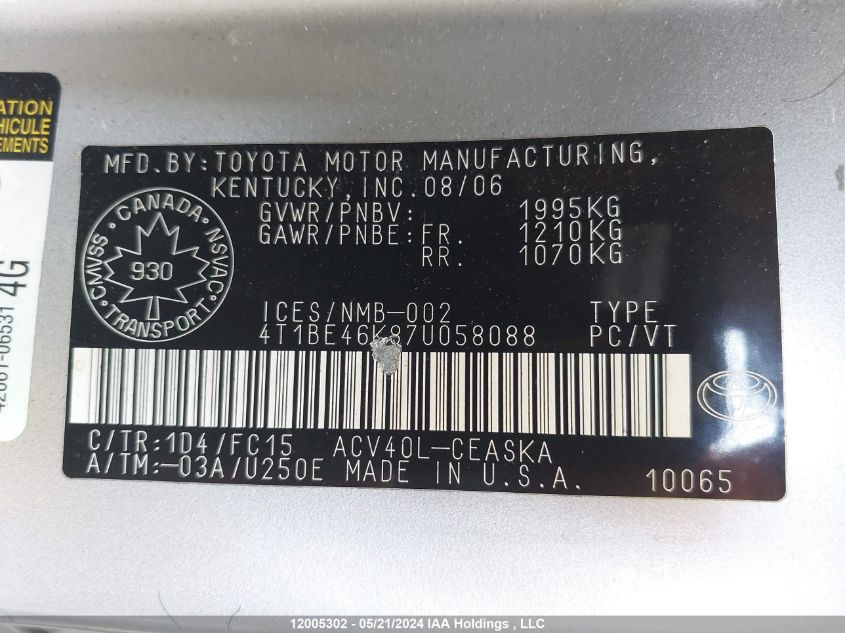 ATION
HICULE
EMENTS
42661-06531 4G
MFD.BY:TOYOTA MOTOR MANUFACTURING,
KENTUCKY,INC.08/06
GVWR/PNBV: 1995KG
GAWR/PNBE:FR. 1210KG
RR. 1070KG
CANADA
CMVSS NSVAC
930
TRANSPORT
ICES/NMB-002 TYPE
4T1BE46K87U058088 PC/VT
C/TR:1D4/FC15 ACV40L-CEASKA
A/TM:-03A/U250E MADE IN U.S.A. 10065
12005302 - 05/21/2024 IAA Holdings , LLC